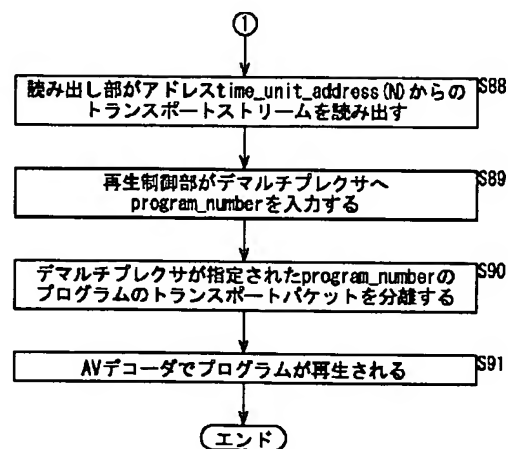 1
読み出し部がアドレスtime_unit_address(N)からの
トランスポートストリームを読み出す
S88
再生制御部がデマルチプレクサへ
program_numberを入力する
S89
デマルチプレクサが指定されたprogram_numberの
プログラムのトランスポートパケットを分離する
S90
AVデコーダでプログラムが再生される
S91
エンド